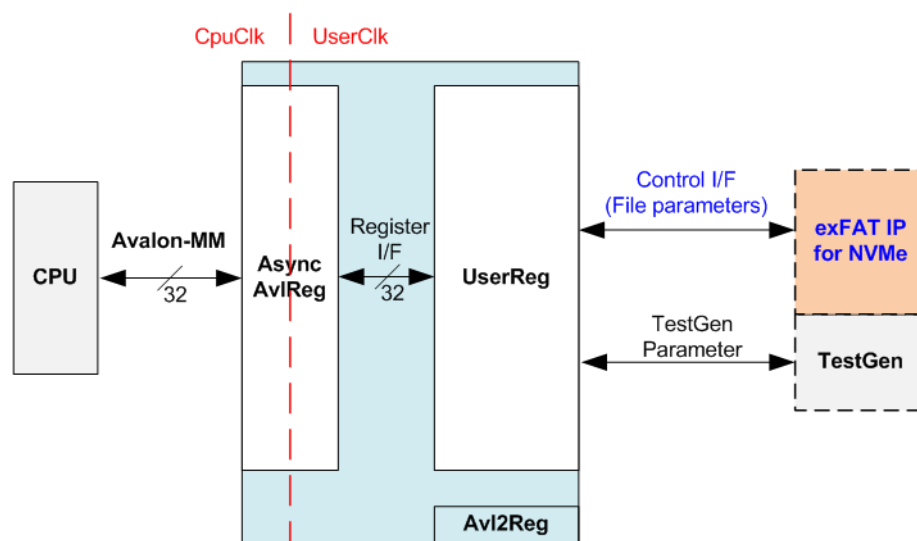 CpuClk
UserClk
CPU
Avalon-MM
32
Async
AvlReg
Register
I/F
32
UserReg
Control I/F
(File parameters)
exFAT IP
for NVMe
TestGen
Parameter
TestGen
Avl2Reg